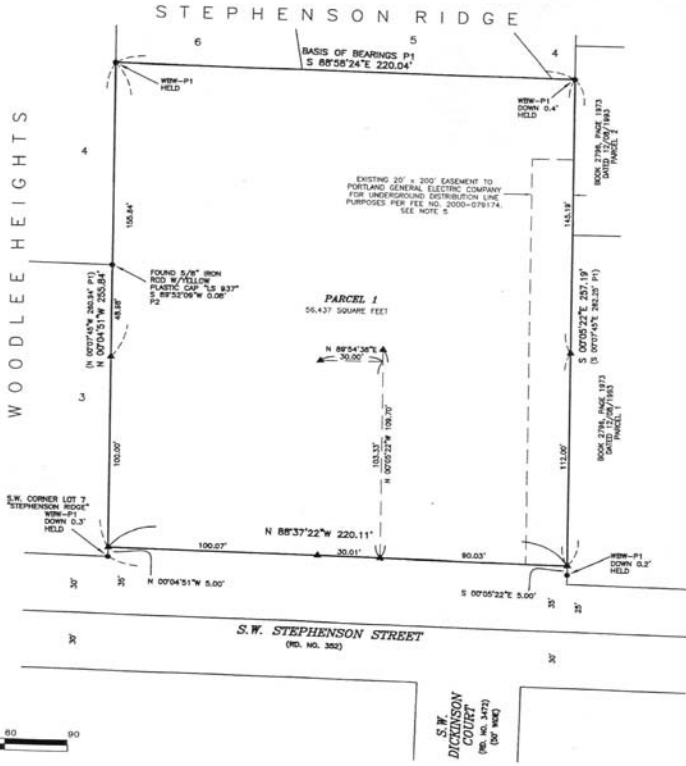 STEPHENSON RIDGE
6
5
4
BASIS OF BEARINGS P1
S 88°58'24"E 220.04'
WBW-P1
HELD
WBW-P1
DOWN 0.4'
HELD
WOODLEE HEIGHTS
4
155.84'
EXISTING 20' x 200' EASEMENT TO
PORTLAND GENERAL ELECTRIC COMPANY
FOR UNDERGROUND DISTRIBUTION LINE
PURPOSES PER FEE NO. 2000-079174.
SEE NOTE 5
BOOK 2798, PAGE 1973
DATED 12/08/1993
PARCEL 2
145.19'
FOUND 5/8" IRON
ROD W/YELLOW
PLASTIC CAP "LS 937"
S 89°52'09"W 0.08'
P2
(N 00°07'45"W 260.94' P1)
N 00°04'51"W 255.84'
48.98'
PARCEL 1
56,437 SQUARE FEET
S 00°05'22"E 257.19'
(S 00°07'45"E 262.25' P1)
N 89°54'38"E
30.00'
3
100.00'
103.33'
N 00°05'22"W 109.70'
112.00'
BOOK 2798, PAGE 1973
DATED 12/08/1993
PARCEL 1
S.W. CORNER LOT 7
"STEPHENSON RIDGE"
WBW-P1
DOWN 0.3'
HELD
N 88°37'22"W 220.11'
100.07'
30.01'
90.03'
WBW-P1
DOWN 0.2'
HELD
30'
35'
N 00°04'51"W 5.00'
S 00°05'22"E 5.00'
35'
25'
S.W. STEPHENSON STREET
(RD. NO. 352)
30'
30'
S.W.
DICKINSON
COURT
(RD. NO. 3472)
(50' WIDE)
60
90